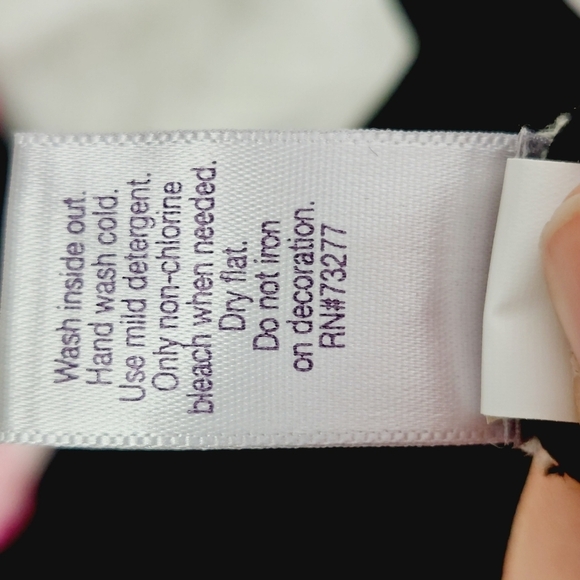 Wash inside out.
Hand wash cold.
Use mild detergent.
Only non-chlorine
bleach when needed.
Dry flat.
Do not iron
on decoration.
RN#73277